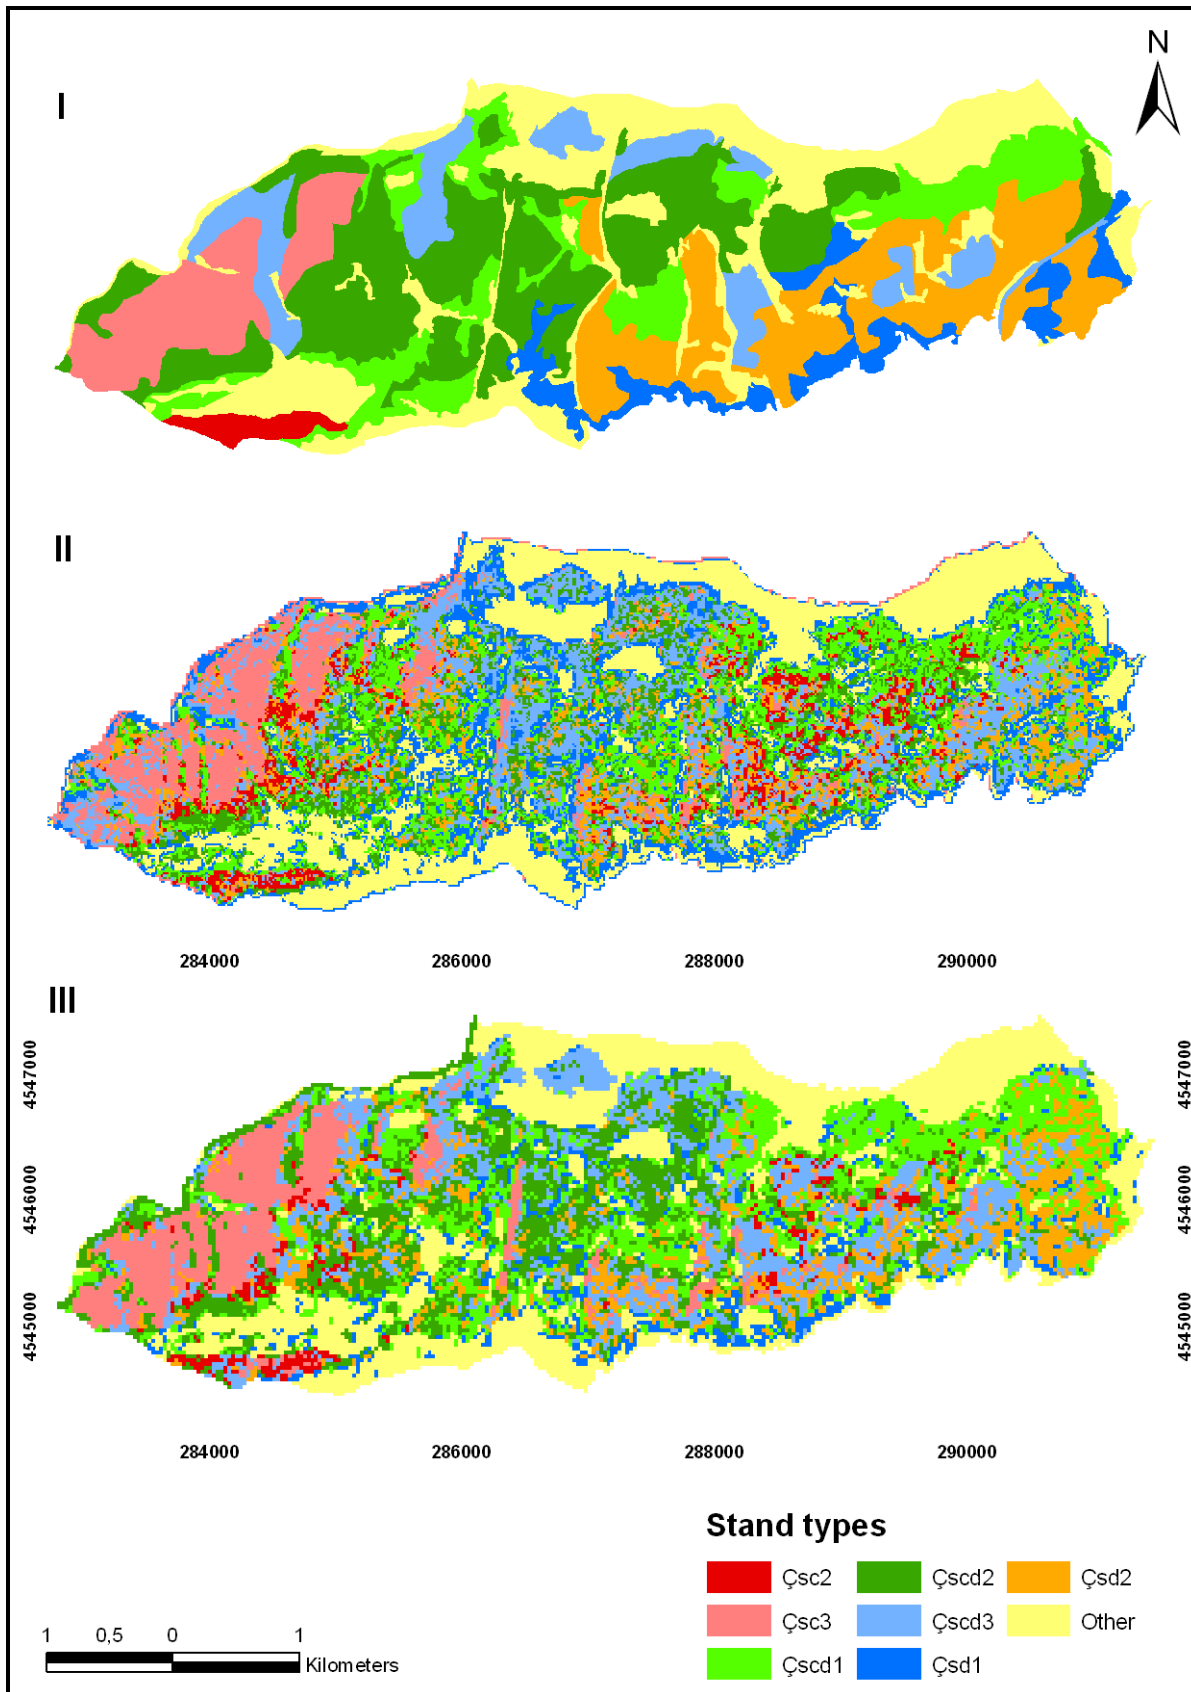 N
I
II
284000 286000 288000 290000
III
4547000 4547000
4546000 4546000
4545000 4545000
284000 286000 288000 290000
Stand types
Çsc2 Çscd2 Çsd2
Çsc3 Çscd3 Other
Çscd1 Çsd1
1 0,5 0 1
Kilometers